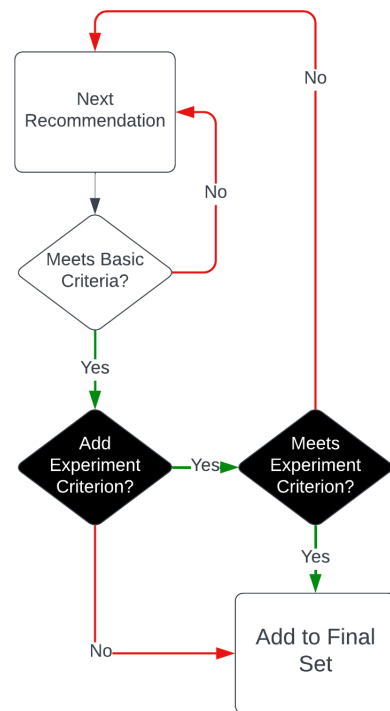 No
Next
Recommendation
No
Meets Basic
Criteria?
Yes
Add
Experiment
Criterion?
Yes
Meets
Experiment
Criterion?
Yes
No
Add to Final
Set